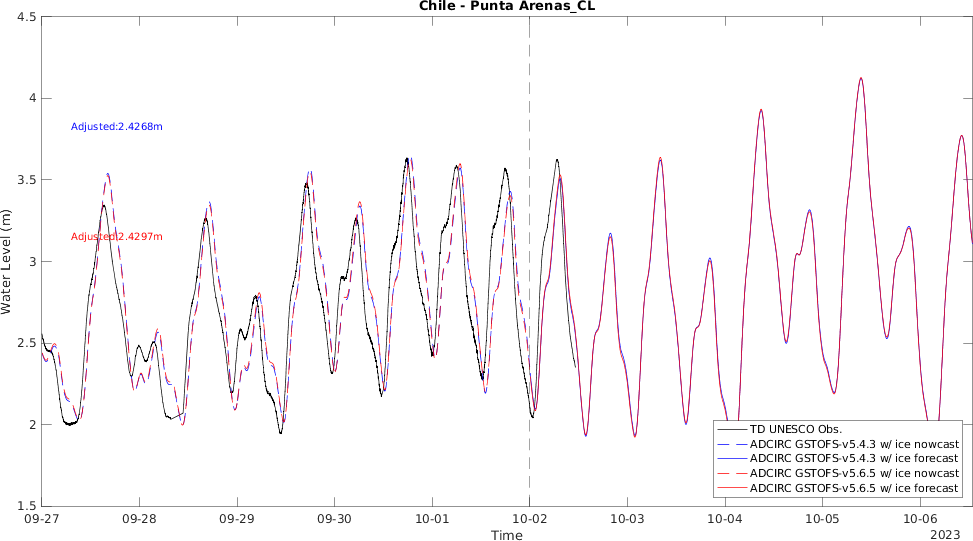 Chile - Punta Arenas_CL
4.5
4
3.5
3
2.5
2
1.5
Water Level (m)
Adjusted:2.4268m
Adjusted:2.4297m
TD UNESCO Obs.
ADCIRC GSTOFS-v5.4.3 w/ ice nowcast
ADCIRC GSTOFS-v5.4.3 w/ ice forecast
ADCIRC GSTOFS-v5.6.5 w/ ice nowcast
ADCIRC GSTOFS-v5.6.5 w/ ice forecast
09-27 09-28 09-29 09-30 10-01 10-02 10-03 10-04 10-05 10-06
Time
2023